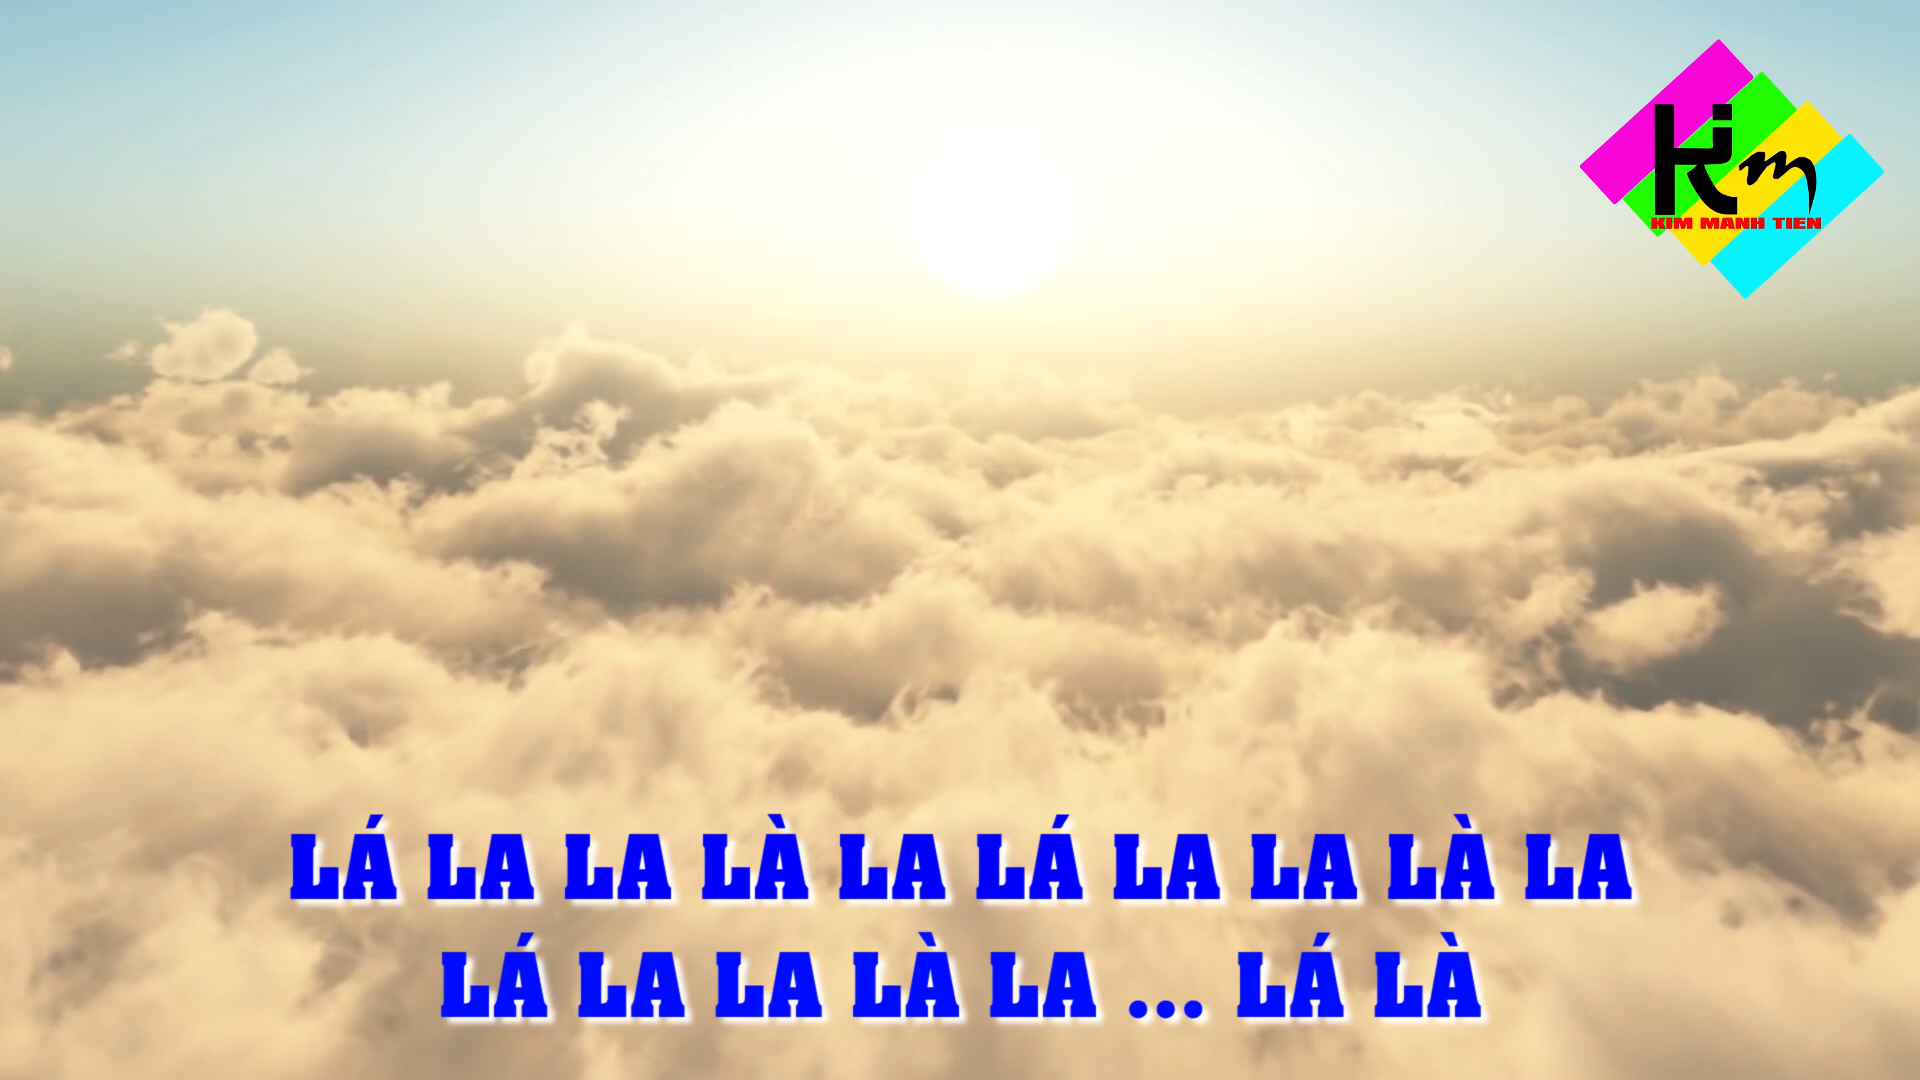 Kim
KIM MANH TIEN
LÁ LA LA LÀ LA LÁ LA LA LÀ LA
LÁ LA LA LÀ LA ... LÁ LÀ